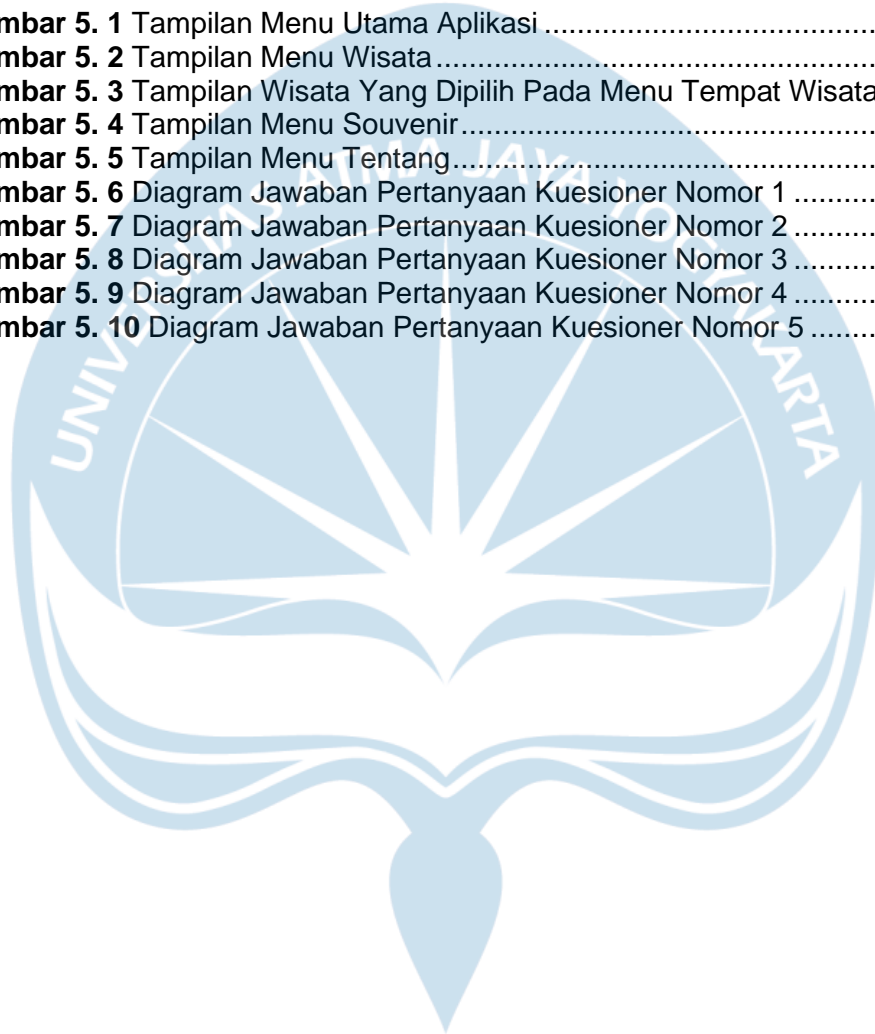 mbar 5. 1 Tampilan Menu Utama Aplikasi ................................................
mbar 5. 2 Tampilan Menu Wisata ................................................................
mbar 5. 3 Tampilan Wisata Yang Dipilih Pada Menu Tempat Wisata
mbar 5. 4 Tampilan Menu Souvenir............................................................
mbar 5. 5 Tampilan Menu Tentang.............................................................
mbar 5. 6 Diagram Jawaban Pertanyaan Kuesioner Nomor 1 ............
mbar 5. 7 Diagram Jawaban Pertanyaan Kuesioner Nomor 2 ............
mbar 5. 8 Diagram Jawaban Pertanyaan Kuesioner Nomor 3 ............
mbar 5. 9 Diagram Jawaban Pertanyaan Kuesioner Nomor 4 ............
mbar 5. 10 Diagram Jawaban Pertanyaan Kuesioner Nomor 5 .........
UNIVERSITAS ATMA JAYA YOGYAKARTA